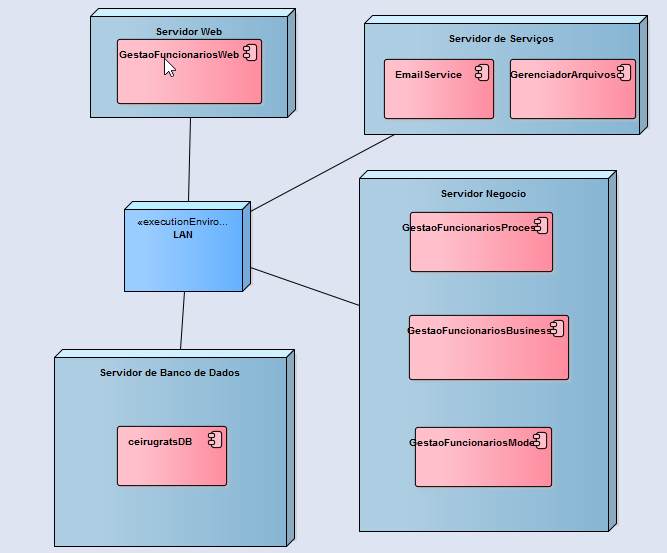 Servidor Web
GestaoFuncionariosWeb
Servidor de Serviços
EmailService
GerenciadorArquivos
«executionEnviro...
LAN
Servidor Negocio
GestaoFuncionariosProces
GestaoFuncionariosBusiness
GestaoFuncionariosMode
Servidor de Banco de Dados
ceirugratsDB